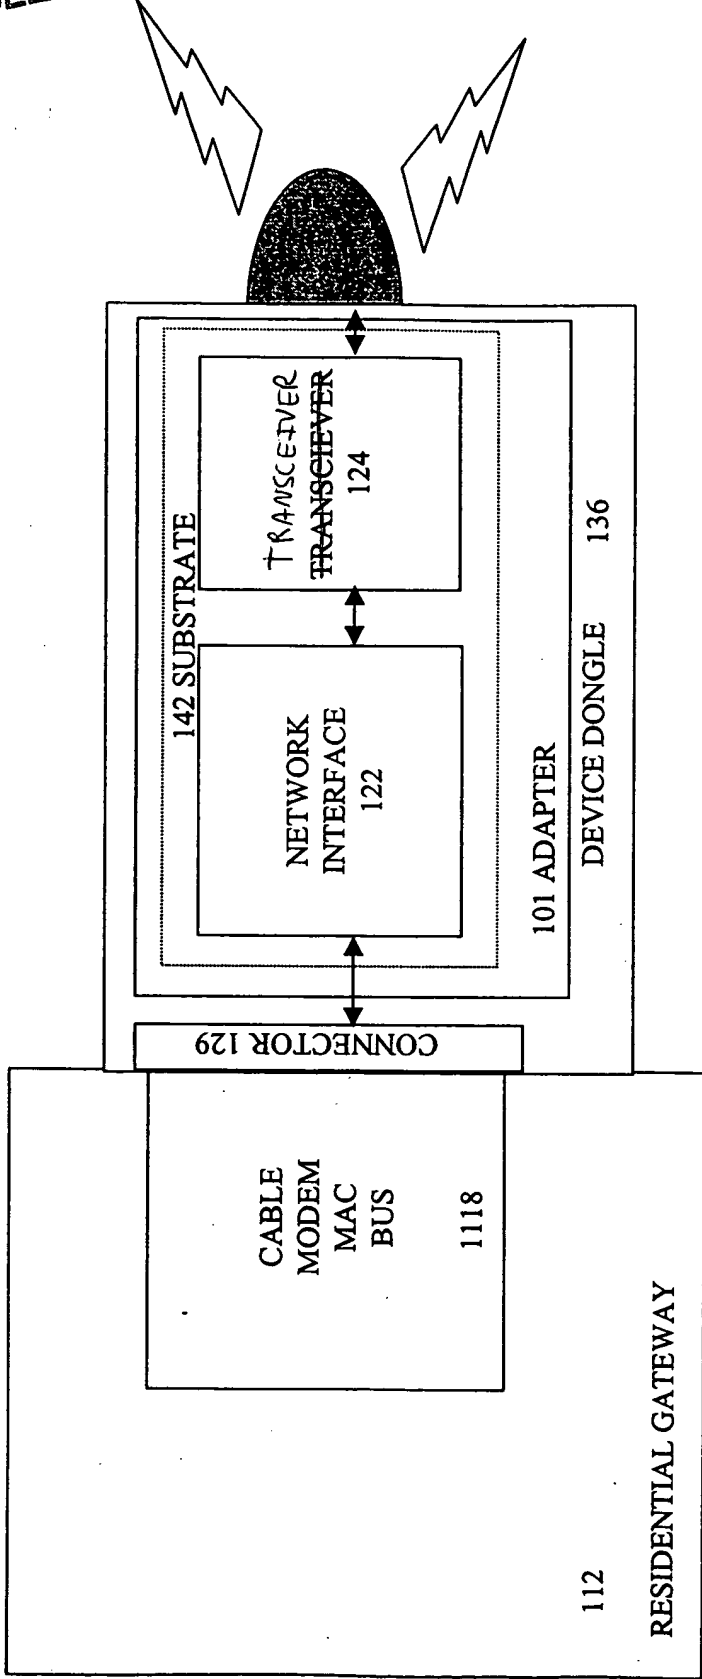 142 SUBSTRATE
TRANSCEIVER
TRANSCIEVER
124
NETWORK
INTERFACE
122
101 ADAPTER
DEVICE DONGLE 136
CONNECTOR 129
CABLE
MODEM
MAC
BUS
1118
112
RESIDENTIAL GATEWAY